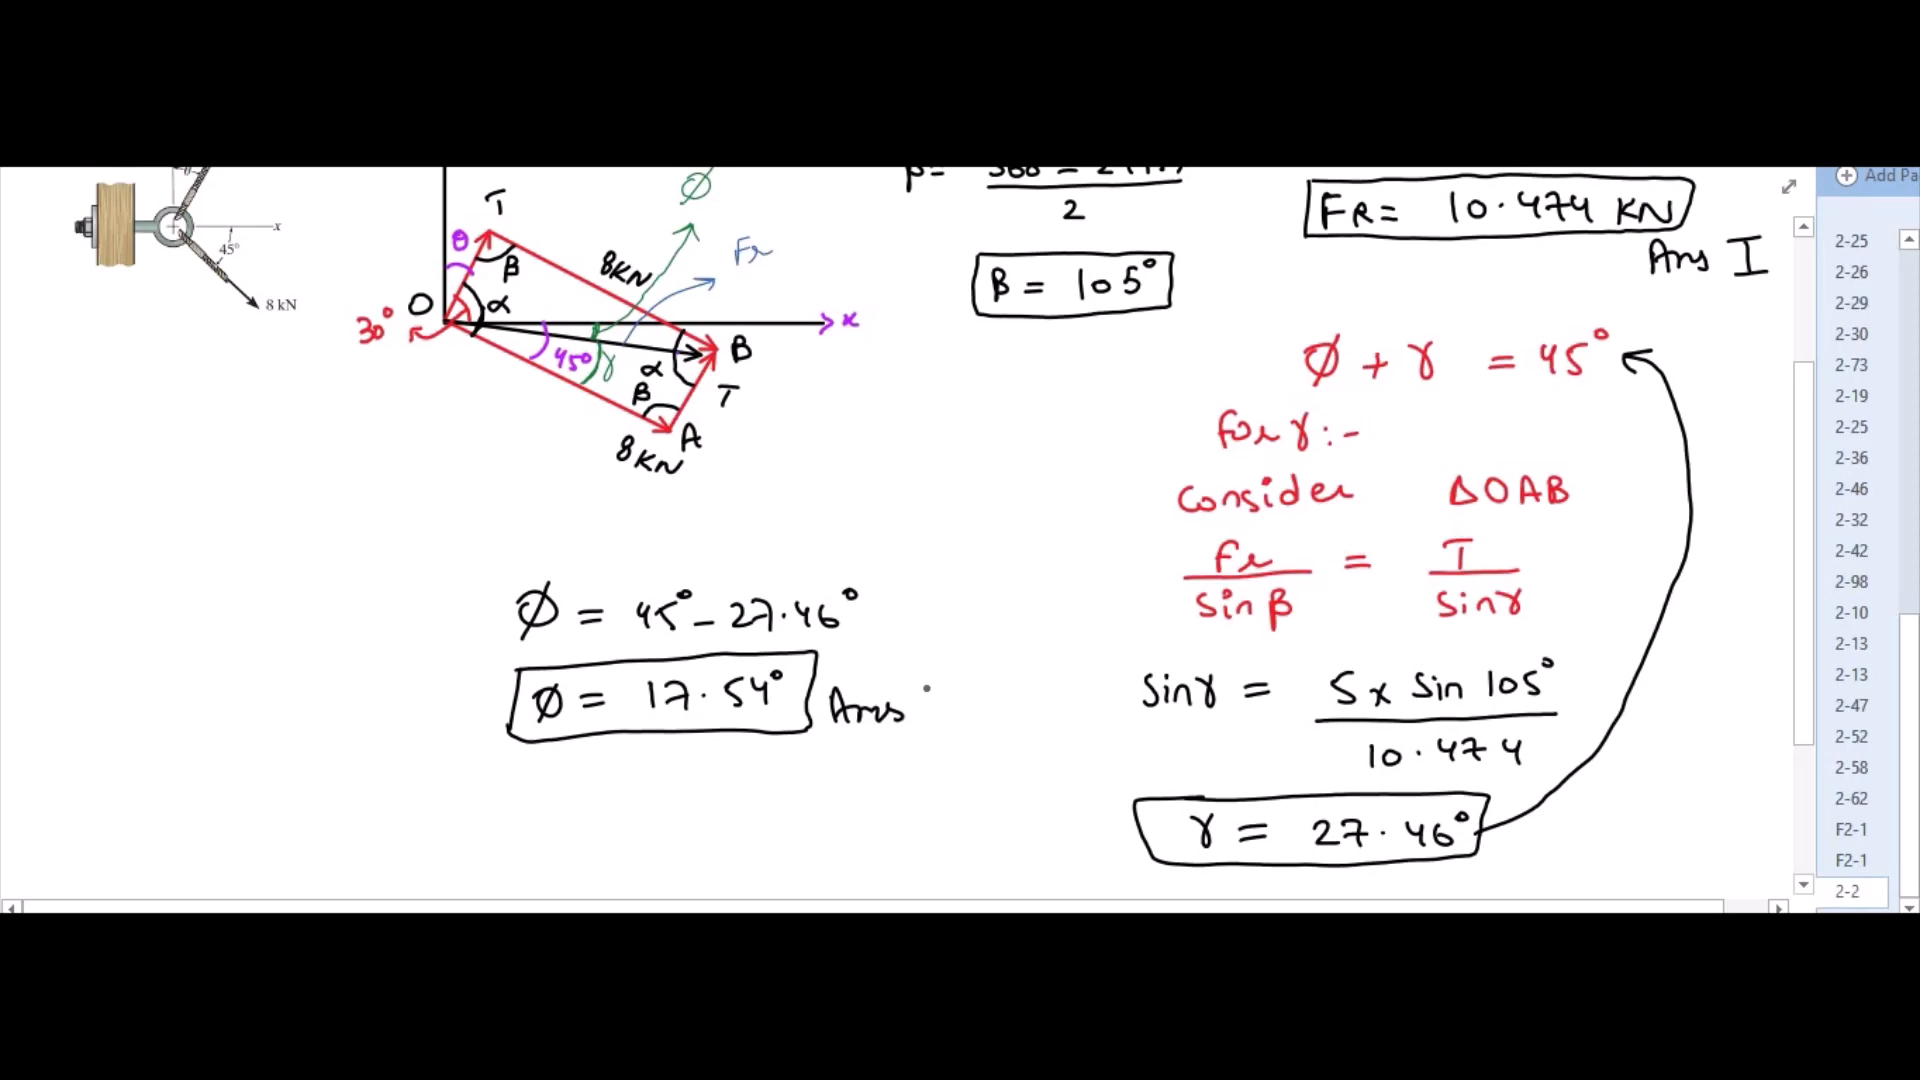 x
45°
8 kN
T
θ
β
8KN
Fr
Ø
O
α
30°
x
45°
γ
α
B
β
T
A
8KN
2
β = 105°
FR = 10.474 KN
Ans I
Ø + γ = 45°
For γ :-
Consider ΔOAB
Fr / sin β = T / sin γ
sin γ = 5 x sin 105° / 10.474
γ = 27.46°
Ø = 45° - 27.46°
Ø = 17.54° Ans
Add Pa
2-25
2-26
2-29
2-30
2-73
2-19
2-25
2-36
2-46
2-32
2-42
2-98
2-10
2-13
2-13
2-47
2-52
2-58
2-62
F2-1
F2-1
2-2